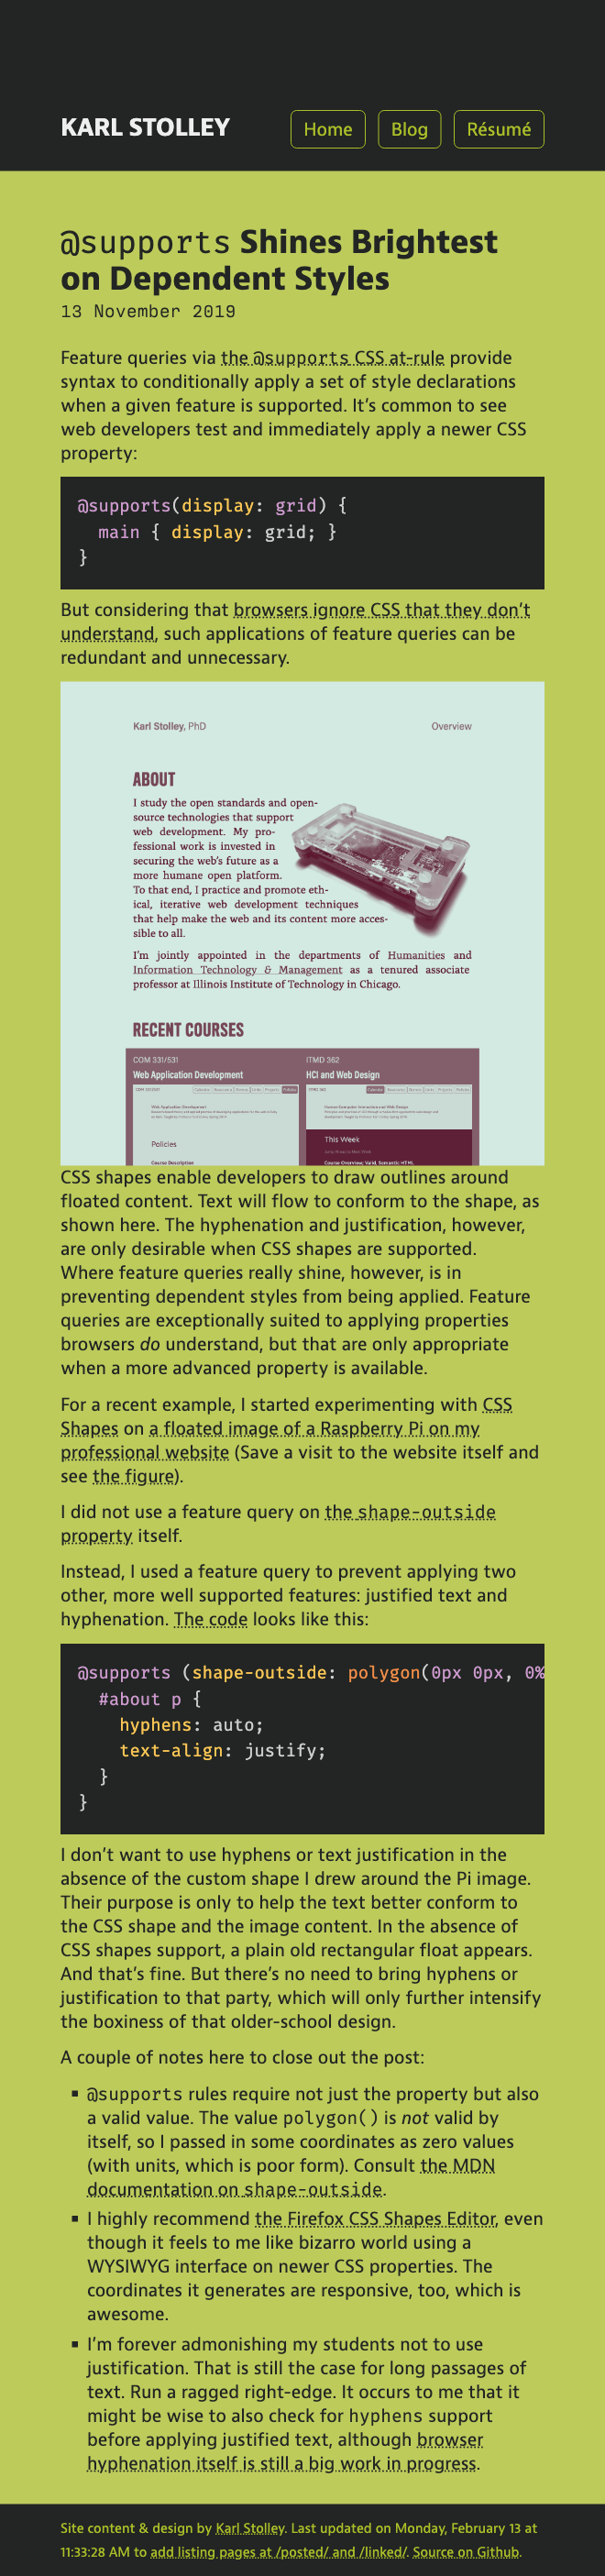 KARL STOLLEY
Home
Blog
Résumé
@supports Shines Brightest
on Dependent Styles
13 November 2019
Feature queries via the @supports CSS at-rule provide
syntax to conditionally apply a set of style declarations
when a given feature is supported. It's common to see
web developers test and immediately apply a newer CSS
property:
@supports(display: grid) {
main { display: grid; }
}
But considering that browsers ignore CSS that they don't
understand, such applications of feature queries can be
redundant and unnecessary.
Karl Stolley, PhD
Overview
ABOUT
I study the open standards and open-
source technologies that support
web development. My pro-
fessional work is invested in
securing the web's future as a
more humane open platform.
To that end, I practice and promote eth-
ical, iterative web development techniques
that help make the web and its content more acces-
sible to all.
I'm jointly appointed in the departments of Humanities and
Information Technology & Management as a tenured associate
professor at Illinois Institute of Technology in Chicago.
RECENT COURSES
COM 331/531
Web Application Development
ITMD 362
HCI and Web Design
Policies
Course Description
This Week
Course Overview; Valid, Semantic HTML
CSS shapes enable developers to draw outlines around
floated content. Text will flow to conform to the shape, as
shown here. The hyphenation and justification, however,
are only desirable when CSS shapes are supported.
Where feature queries really shine, however, is in
preventing dependent styles from being applied. Feature
queries are exceptionally suited to applying properties
browsers do understand, but that are only appropriate
when a more advanced property is available.
For a recent example, I started experimenting with CSS
Shapes on a floated image of a Raspberry Pi on my
professional website (Save a visit to the website itself and
see the figure).
I did not use a feature query on the shape-outside
property itself.
Instead, I used a feature query to prevent applying two
other, more well supported features: justified text and
hyphenation. The code looks like this:
@supports (shape-outside: polygon(0px 0px, 0%
#about p {
hyphens: auto;
text-align: justify;
}
}
I don't want to use hyphens or text justification in the
absence of the custom shape I drew around the Pi image.
Their purpose is only to help the text better conform to
the CSS shape and the image content. In the absence of
CSS shapes support, a plain old rectangular float appears.
And that's fine. But there's no need to bring hyphens or
justification to that party, which will only further intensify
the boxiness of that older-school design.
A couple of notes here to close out the post:
▪ @supports rules require not just the property but also
a valid value. The value polygon() is not valid by
itself, so I passed in some coordinates as zero values
(with units, which is poor form). Consult the MDN
documentation on shape-outside.
▪ I highly recommend the Firefox CSS Shapes Editor, even
though it feels to me like bizarro world using a
WYSIWYG interface on newer CSS properties. The
coordinates it generates are responsive, too, which is
awesome.
▪ I'm forever admonishing my students not to use
justification. That is still the case for long passages of
text. Run a ragged right-edge. It occurs to me that it
might be wise to also check for hyphens support
before applying justified text, although browser
hyphenation itself is still a big work in progress.
Site content & design by Karl Stolley. Last updated on Monday, February 13 at
11:33:28 AM to add listing pages at /posted/ and /linked/. Source on Github.